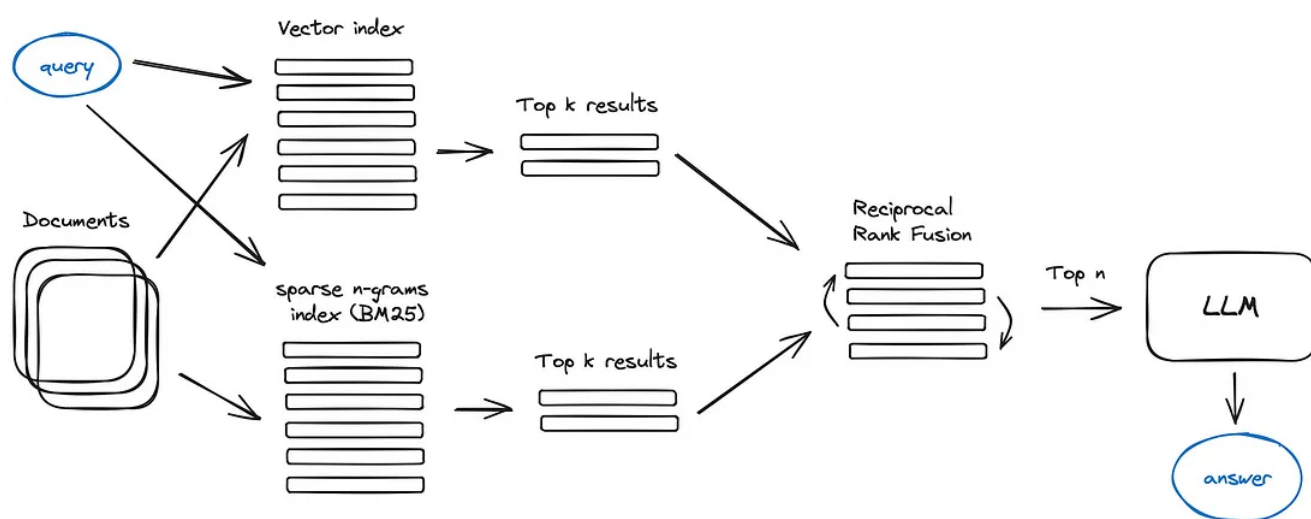 Vector index
query
Top k results
Documents
Reciprocal
Rank Fusion
Top n
sparse n-grams
index (BM25)
LLM
Top k results
answer